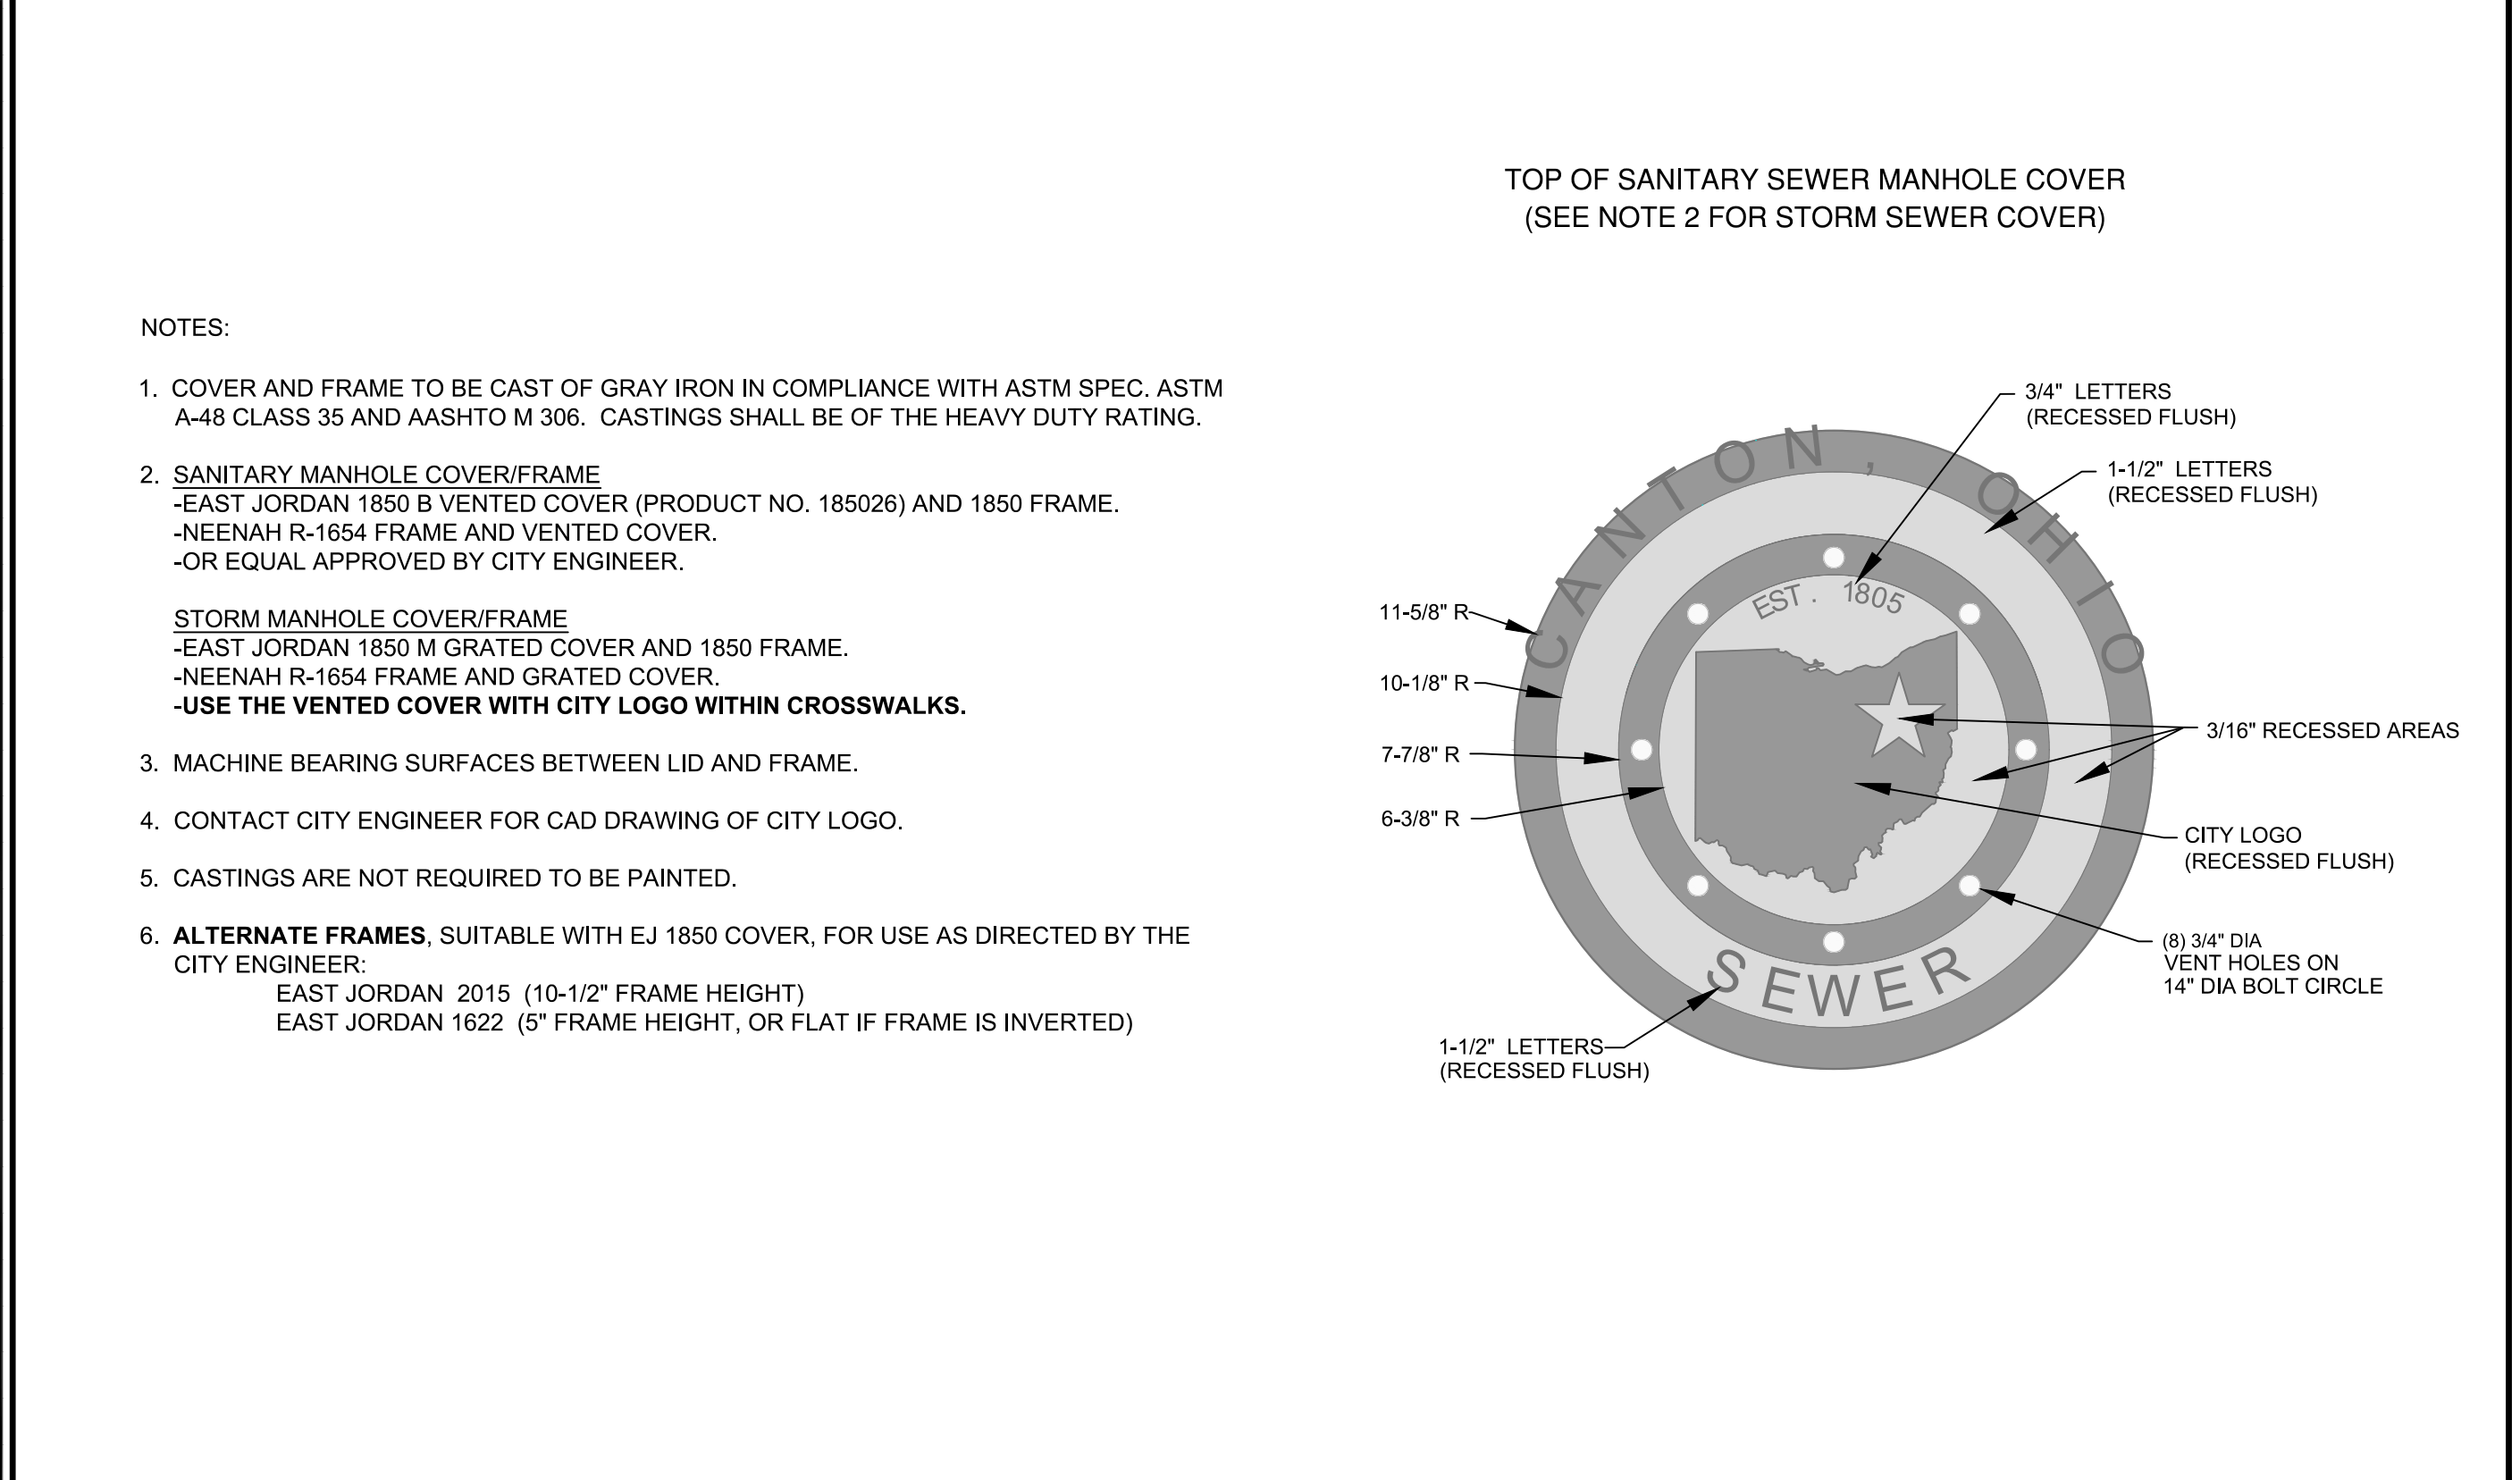 TOP OF SANITARY SEWER MANHOLE COVER
(SEE NOTE 2 FOR STORM SEWER COVER)
NOTES:
1. COVER AND FRAME TO BE CAST OF GRAY IRON IN COMPLIANCE WITH ASTM SPEC. ASTM
A-48 CLASS 35 AND AASHTO M 306. CASTINGS SHALL BE OF THE HEAVY DUTY RATING.
2. SANITARY MANHOLE COVER/FRAME
-EAST JORDAN 1850 B VENTED COVER (PRODUCT NO. 185026) AND 1850 FRAME.
-NEENAH R-1654 FRAME AND VENTED COVER.
-OR EQUAL APPROVED BY CITY ENGINEER.
STORM MANHOLE COVER/FRAME
-EAST JORDAN 1850 M GRATED COVER AND 1850 FRAME.
-NEENAH R-1654 FRAME AND GRATED COVER.
-USE THE VENTED COVER WITH CITY LOGO WITHIN CROSSWALKS.
3. MACHINE BEARING SURFACES BETWEEN LID AND FRAME.
4. CONTACT CITY ENGINEER FOR CAD DRAWING OF CITY LOGO.
5. CASTINGS ARE NOT REQUIRED TO BE PAINTED.
6. ALTERNATE FRAMES, SUITABLE WITH EJ 1850 COVER, FOR USE AS DIRECTED BY THE
CITY ENGINEER:
EAST JORDAN 2015 (10-1/2" FRAME HEIGHT)
EAST JORDAN 1622 (5" FRAME HEIGHT, OR FLAT IF FRAME IS INVERTED)
3/4" LETTERS
(RECESSED FLUSH)
1-1/2" LETTERS
(RECESSED FLUSH)
CANTON, OHIO
EST. 1805
SEWER
11-5/8" R
10-1/8" R
7-7/8" R
6-3/8" R
3/16" RECESSED AREAS
CITY LOGO
(RECESSED FLUSH)
(8) 3/4" DIA
VENT HOLES ON
14" DIA BOLT CIRCLE
1-1/2" LETTERS
(RECESSED FLUSH)